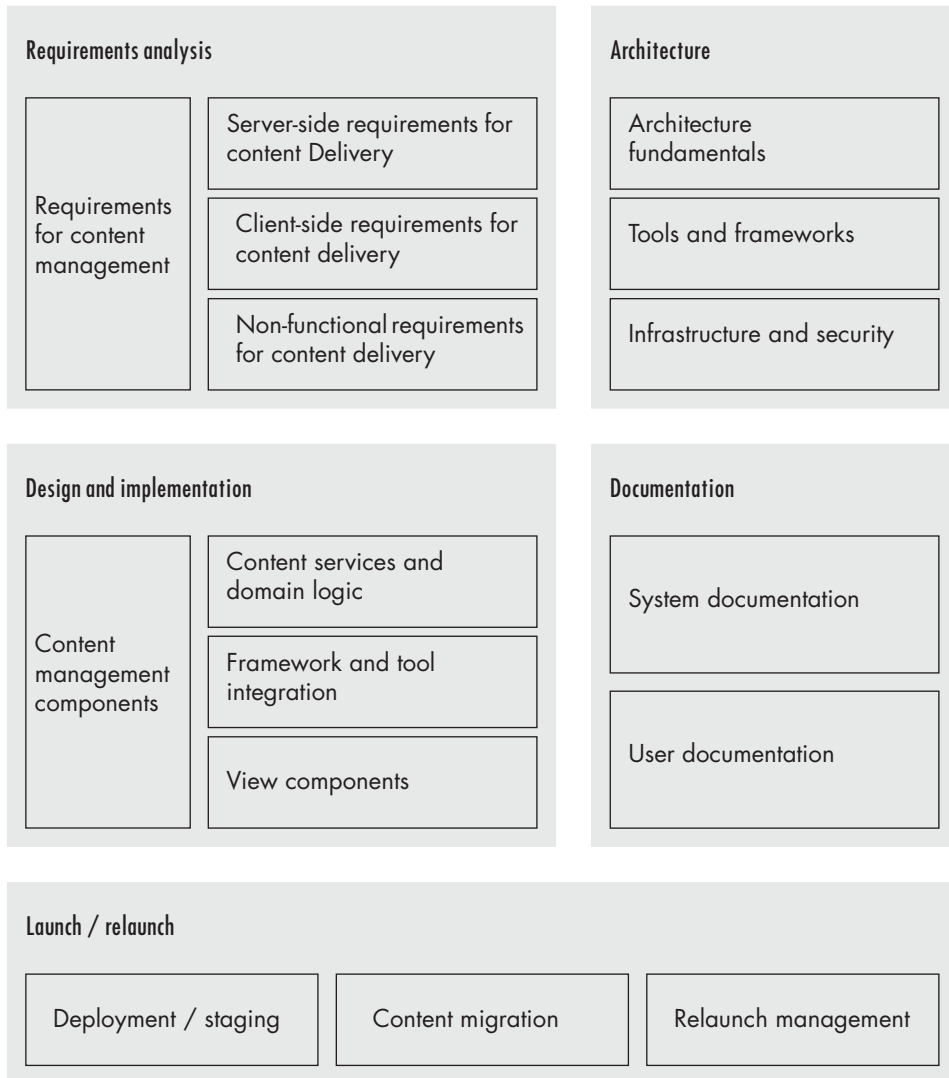 Requirements analysis
Requirements
for content
management
Server-side requirements for
content Delivery
Client-side requirements for
content delivery
Non-functional requirements
for content delivery
Architecture
Architecture
fundamentals
Tools and frameworks
Infrastructure and security
Design and implementation
Content
management
components
Content services and
domain logic
Framework and tool
integration
View components
Documentation
System documentation
User documentation
Launch / relaunch
Deployment / staging
Content migration
Relaunch management